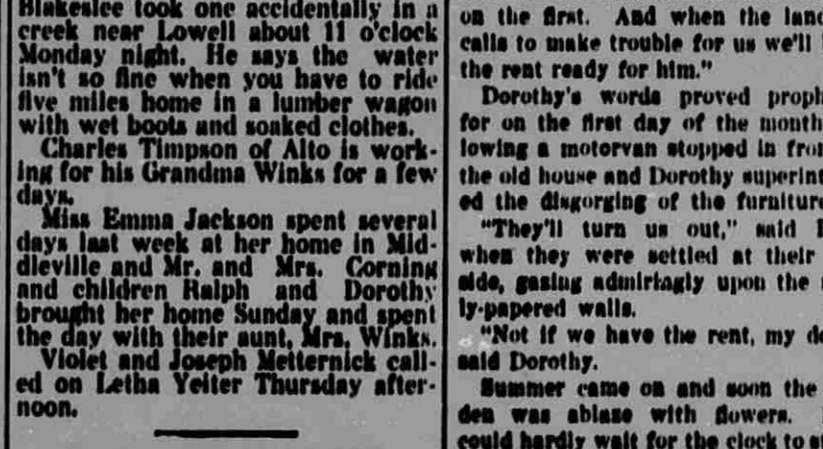 Blakeslee took one accidentally in a
creek near Lowell about 11 o'clock
Monday night. He says the water
isn't so fine when you have to ride
five miles home in a lumber wagon
with wet boots and soaked clothes.
Charles Timpson of Alto is work-
ing for his Grandma Winks for a few
days.
Miss Emma Jackson spent several
days last week at her home in Mid-
dleville and Mr. and Mrs. Corning
and children Ralph and Dorothy
brought her home Sunday and spent
the day with their aunt, Mrs. Winks.
Violet and Joseph Metternick call-
ed on Letha Yeiter Thursday after-
noon.
on the first. And when the land
calls to make trouble for us we'll
the rent ready for him."
Dorothy's words proved proph
for on the first day of the month
lowing a motorvan stopped in fron
the old house and Dorothy superint
ed the disgorging of the furniture
"They'll turn us out," said
when they were settled at their
side, gazing admiringly upon the
ly-papered walls.
"Not if we have the rent, my de
said Dorothy.
Summer came on and soon the
den was ablaze with flowers.
could hardly wait for the clock to st